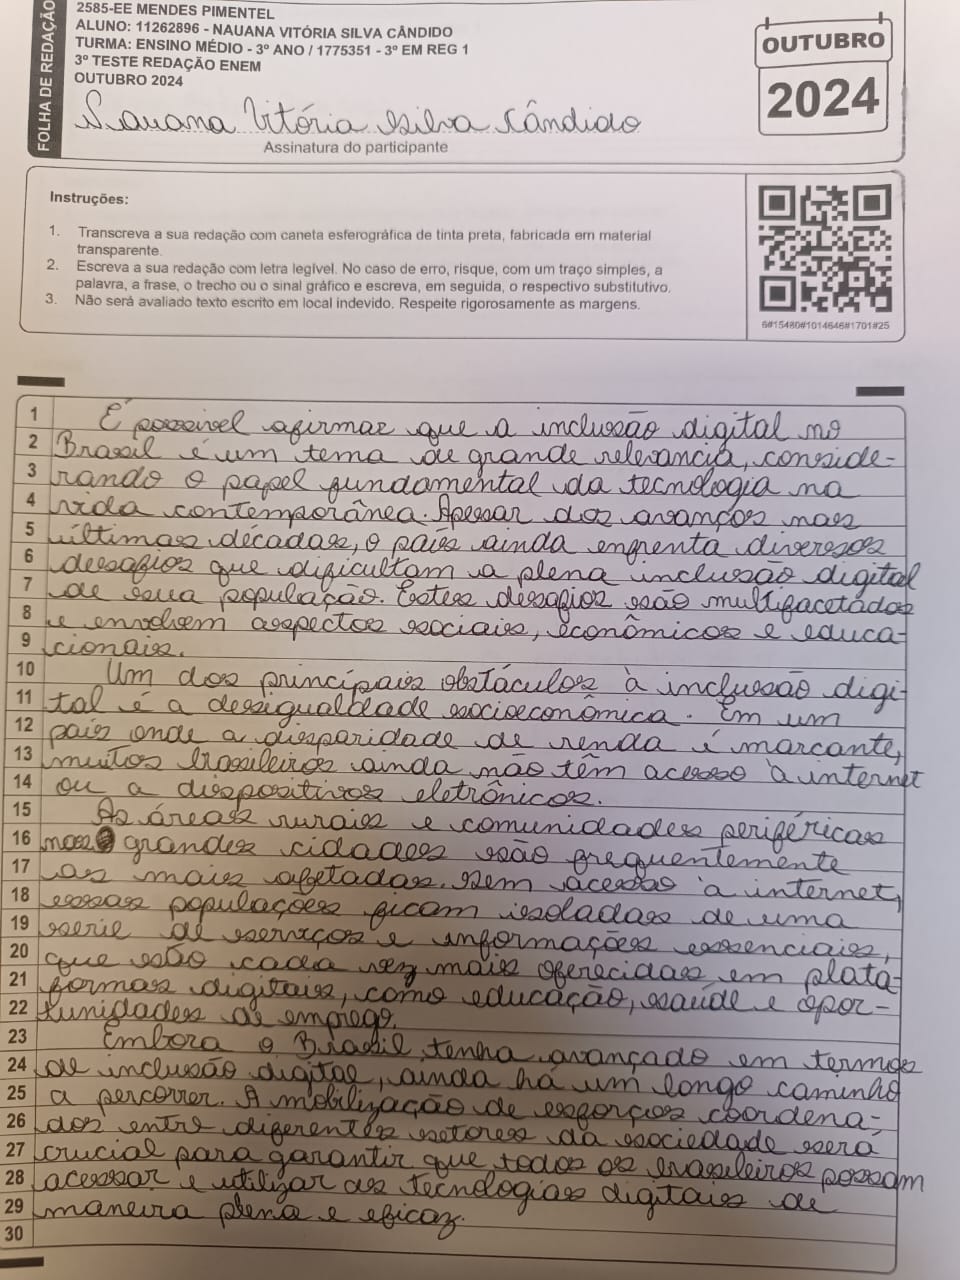 FOLHA DE REDAÇÃO
2585-EE MENDES PIMENTEL
ALUNO: 11262896 - NAUANA VITÓRIA SILVA CÂNDIDO
TURMA: ENSINO MÉDIO - 3º ANO / 1775351 - 3º EM REG 1
3º TESTE REDAÇÃO ENEM
OUTUBRO 2024
Nauana Vitória Silva Cândido
Assinatura do participante
OUTUBRO
2024
Instruções:
1. Transcreva a sua redação com caneta esferográfica de tinta preta, fabricada em material
transparente.
2. Escreva a sua redação com letra legível. No caso de erro, risque, com um traço simples, a
palavra, a frase, o trecho ou o sinal gráfico e escreva, em seguida, o respectivo substitutivo.
3. Não será avaliado texto escrito em local indevido. Respeite rigorosamente as margens.
6#15480#1014646#1701#25
1 É possivel afirmar que a inclusão digital no
2 Brasil é um tema de grande relevancia, conside-
3 rando o papel fundamental da tecnologia na
4 vida contemporânea. Apesar dos avanços nas
5 últimas décadas, o país ainda enfrenta diversos
6 desafios que dificultam a plena inclusão digital
7 de sua população. Estes desafios são multifacetados
8 e envolvem aspectos sociais, econômicos e educa-
9 cionais.
10 Um dos principais obstáculos à inclusão digi-
11 tal é a desigualdade socioeconômica. Em um
12 país onde a disparidade de renda é marcante,
13 muitos brasileiros ainda não têm acesso à internet
14 ou a dispositivos eletrônicos.
15 As áreas rurais e comunidades periféricas
16 nas grandes cidades são frequentemente
17 as mais afetadas. Sem acesso à internet,
18 essas populações ficam isoladas de uma
19 serie de serviços e informações essenciais,
20 que são cada vez mais oferecidas em plata-
21 formas digitais, como educação, saúde e opor-
22 tunidades de emprego.
23 Embora o Brasil tenha avançado em termos
24 de inclusão digital, ainda há um longo caminho
25 a percorrer. A mobilização de esforços coordena-
26 dos entre diferentes setores da sociedade será
27 crucial para garantir que todos os brasileiros possam
28 acessar e utilizar as tecnologias digitais de
29 maneira plena e eficaz.
30